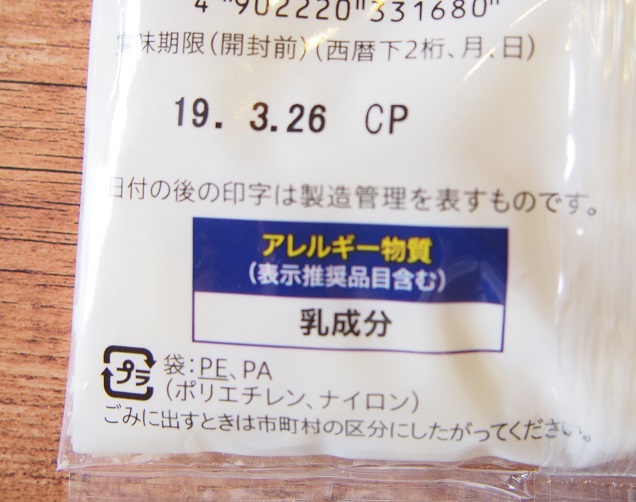 4 "902220"331680"
賞味期限(開封前)(西暦下2桁、月、日)
19. 3.26 CP
日付の後の印字は製造管理を表すものです。
アレルギー物質
(表示推奨品目含む)
乳成分
プラ
袋:PE、PA
(ポリエチレン、ナイロン)
ごみに出すときは市町村の区分にしたがってください。